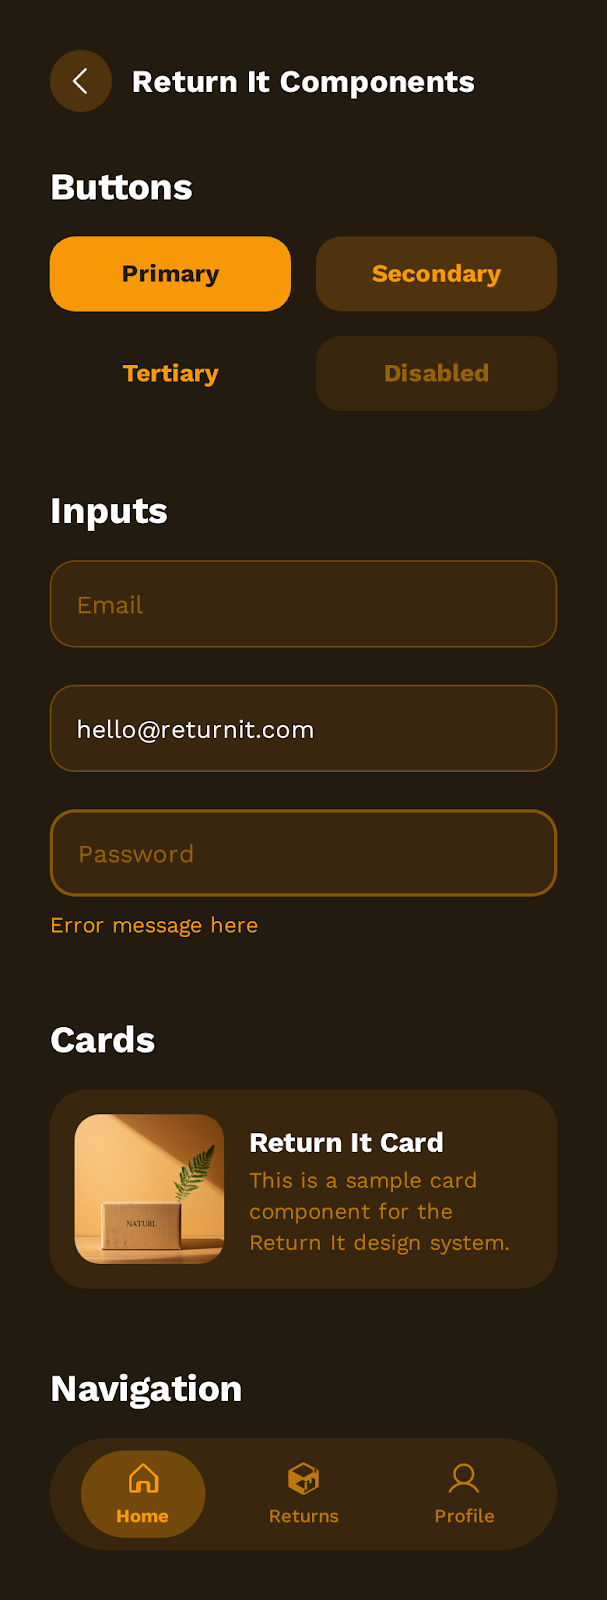 Return It Components
Buttons
Primary
Secondary
Tertiary
Disabled
Inputs
Email
hello@returnit.com
Password
Error message here
Cards
NATURL
Return It Card
This is a sample card
component for the
Return It design system.
Navigation
Home
Returns
Profile